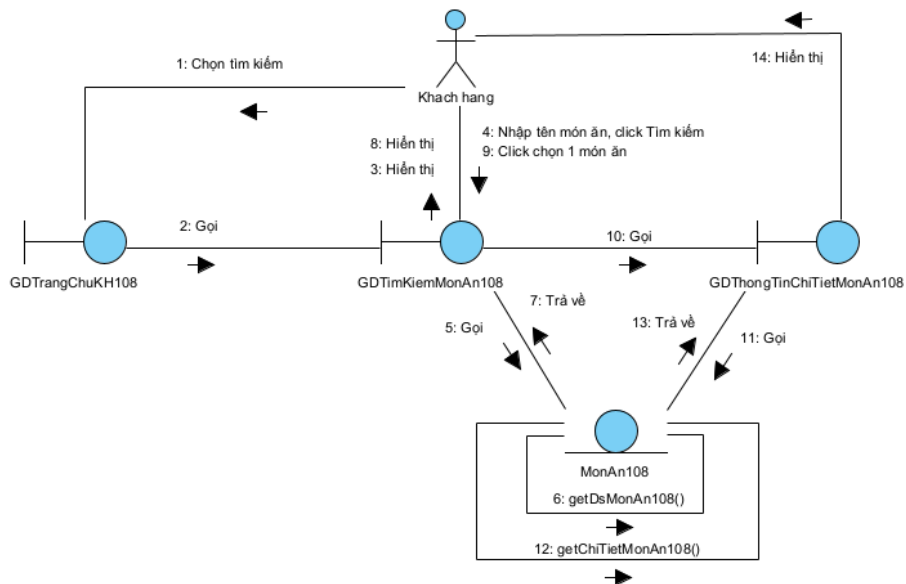 14: Hiển thị
1: Chọn tìm kiếm
Khach hang
4: Nhập tên món ăn, click Tìm kiếm
8: Hiển thị
9: Click chọn 1 món ăn
3: Hiển thị
2: Gọi
10: Gọi
GDTrangChuKH108
GDTimKiemMonAn108
GDThongTinChiTietMonAn108
7: Trả về
13: Trả về
5: Gọi
11: Gọi
MonAn108
6: getDsMonAn108()
12: getChiTietMonAn108()